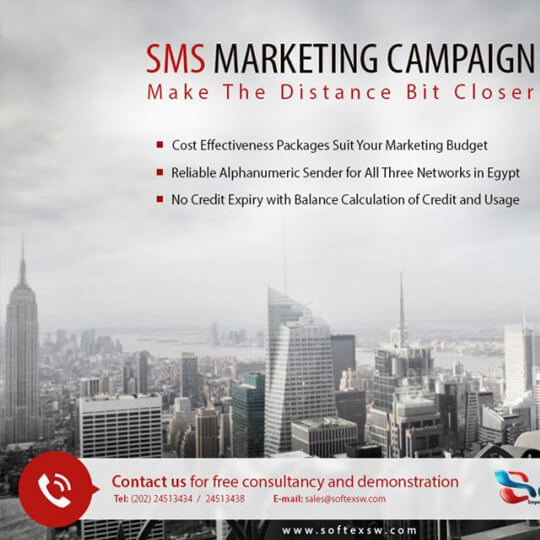 SMS MARKETING CAMPAIGN
Make The Distance Bit Closer
Cost Effectiveness Packages Suit Your Marketing Budget
Reliable Alphanumeric Sender for All Three Networks in Egypt
No Credit Expiry with Balance Calculation of Credit and Usage
Contact us for free consultancy and demonstration
Tel: (202) 24513434 / 24513438 E-mail: sales@softexsw.com
www.softexsw.com